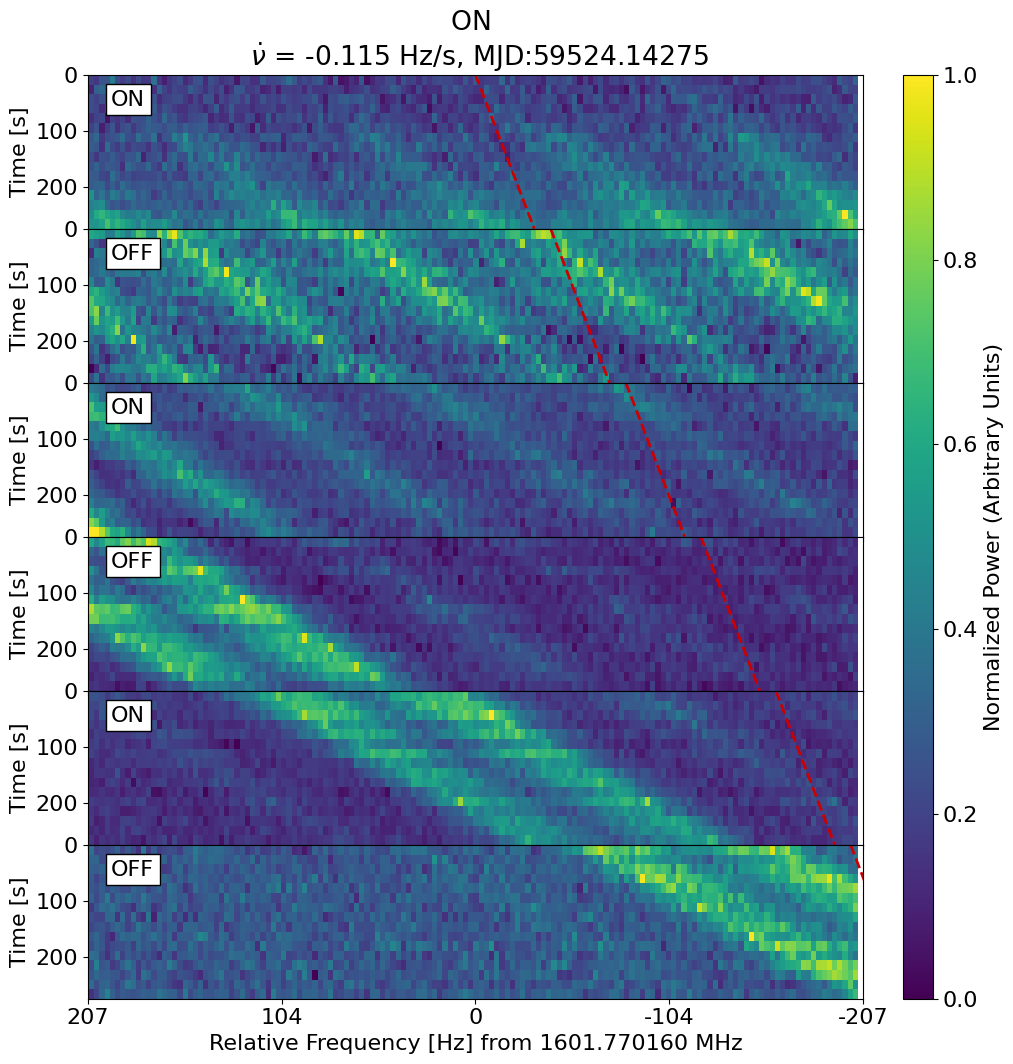 ON
ν̇ = -0.115 Hz/s, MJD:59524.14275
0
ON
100
Time [s]
200
0
OFF
100
Time [s]
200
0
ON
100
Time [s]
200
0
OFF
100
Time [s]
200
0
ON
100
Time [s]
200
0
OFF
100
Time [s]
200
207 104 0 -104 -207
Relative Frequency [Hz] from 1601.770160 MHz
1.0
0.8
0.6
0.4
0.2
0.0
Normalized Power (Arbitrary Units)